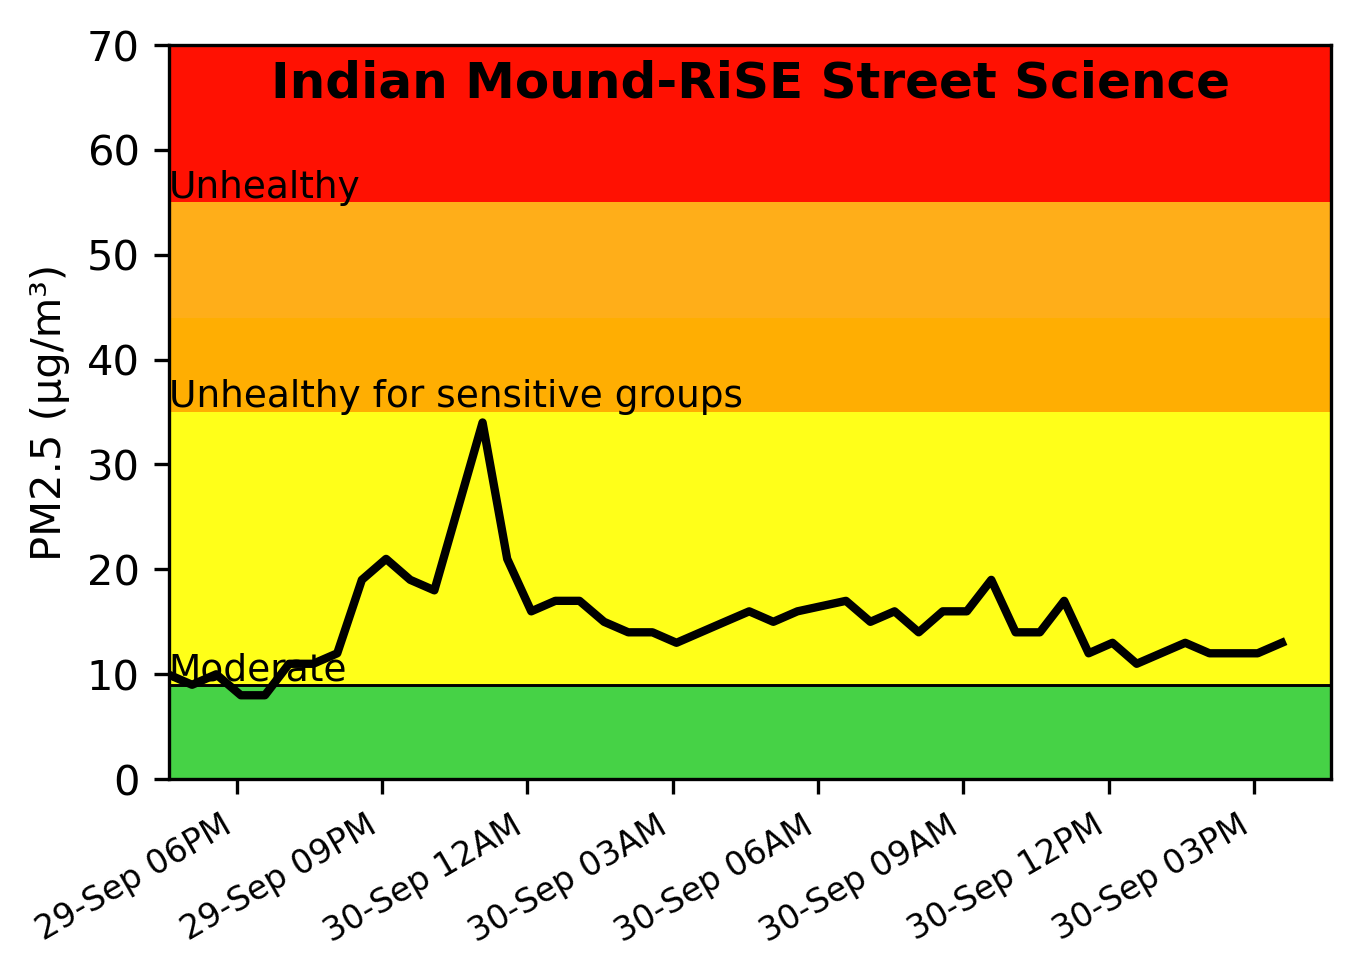 Indian Mound-RiSE Street Science
70
60
50
40
30
20
10
0
PM2.5 (µg/m³)
Unhealthy
Unhealthy for sensitive groups
Moderate
29-Sep 06PM
29-Sep 09PM
30-Sep 12AM
30-Sep 03AM
30-Sep 06AM
30-Sep 09AM
30-Sep 12PM
30-Sep 03PM